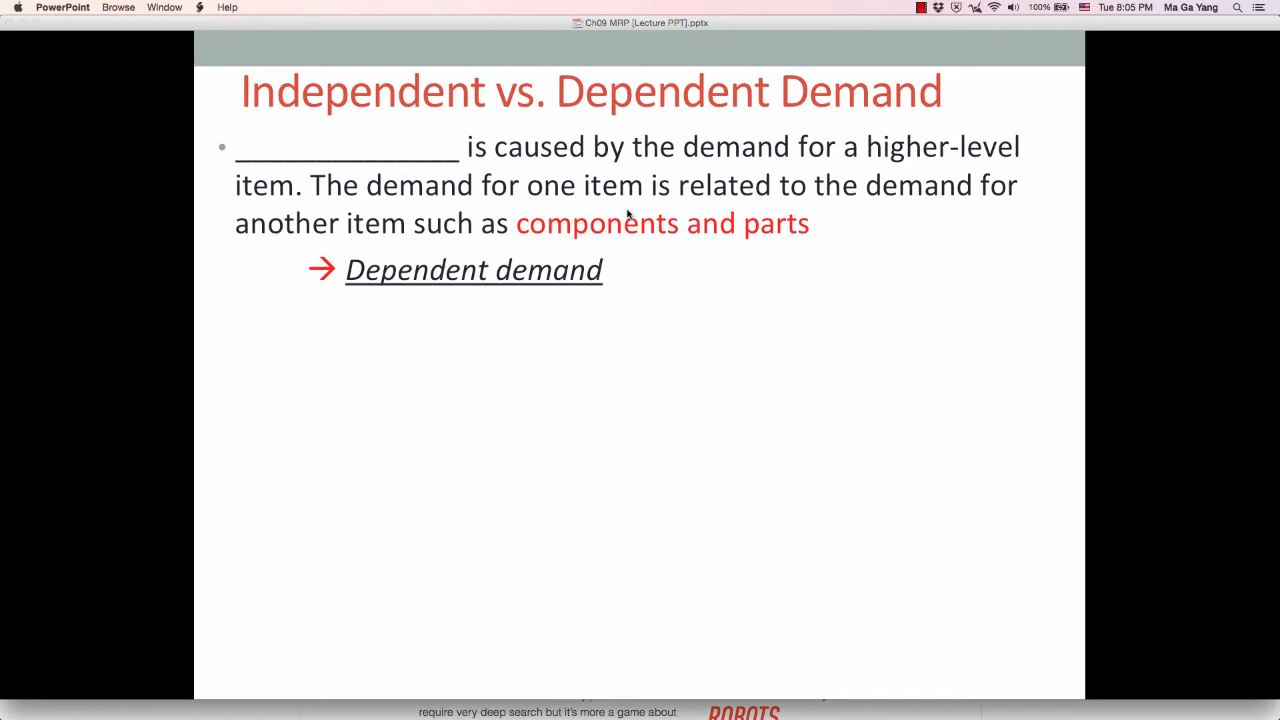 PowerPoint Browse Window Help 100% Tue 8:05 PM Ma Ga Yang
Ch09 MRP [Lecture PPT].pptx
Independent vs. Dependent Demand
• ______________ is caused by the demand for a higher-level
item. The demand for one item is related to the demand for
another item such as components and parts
→ Dependent demand
require very deep search but it's more a game about
ROBOTS